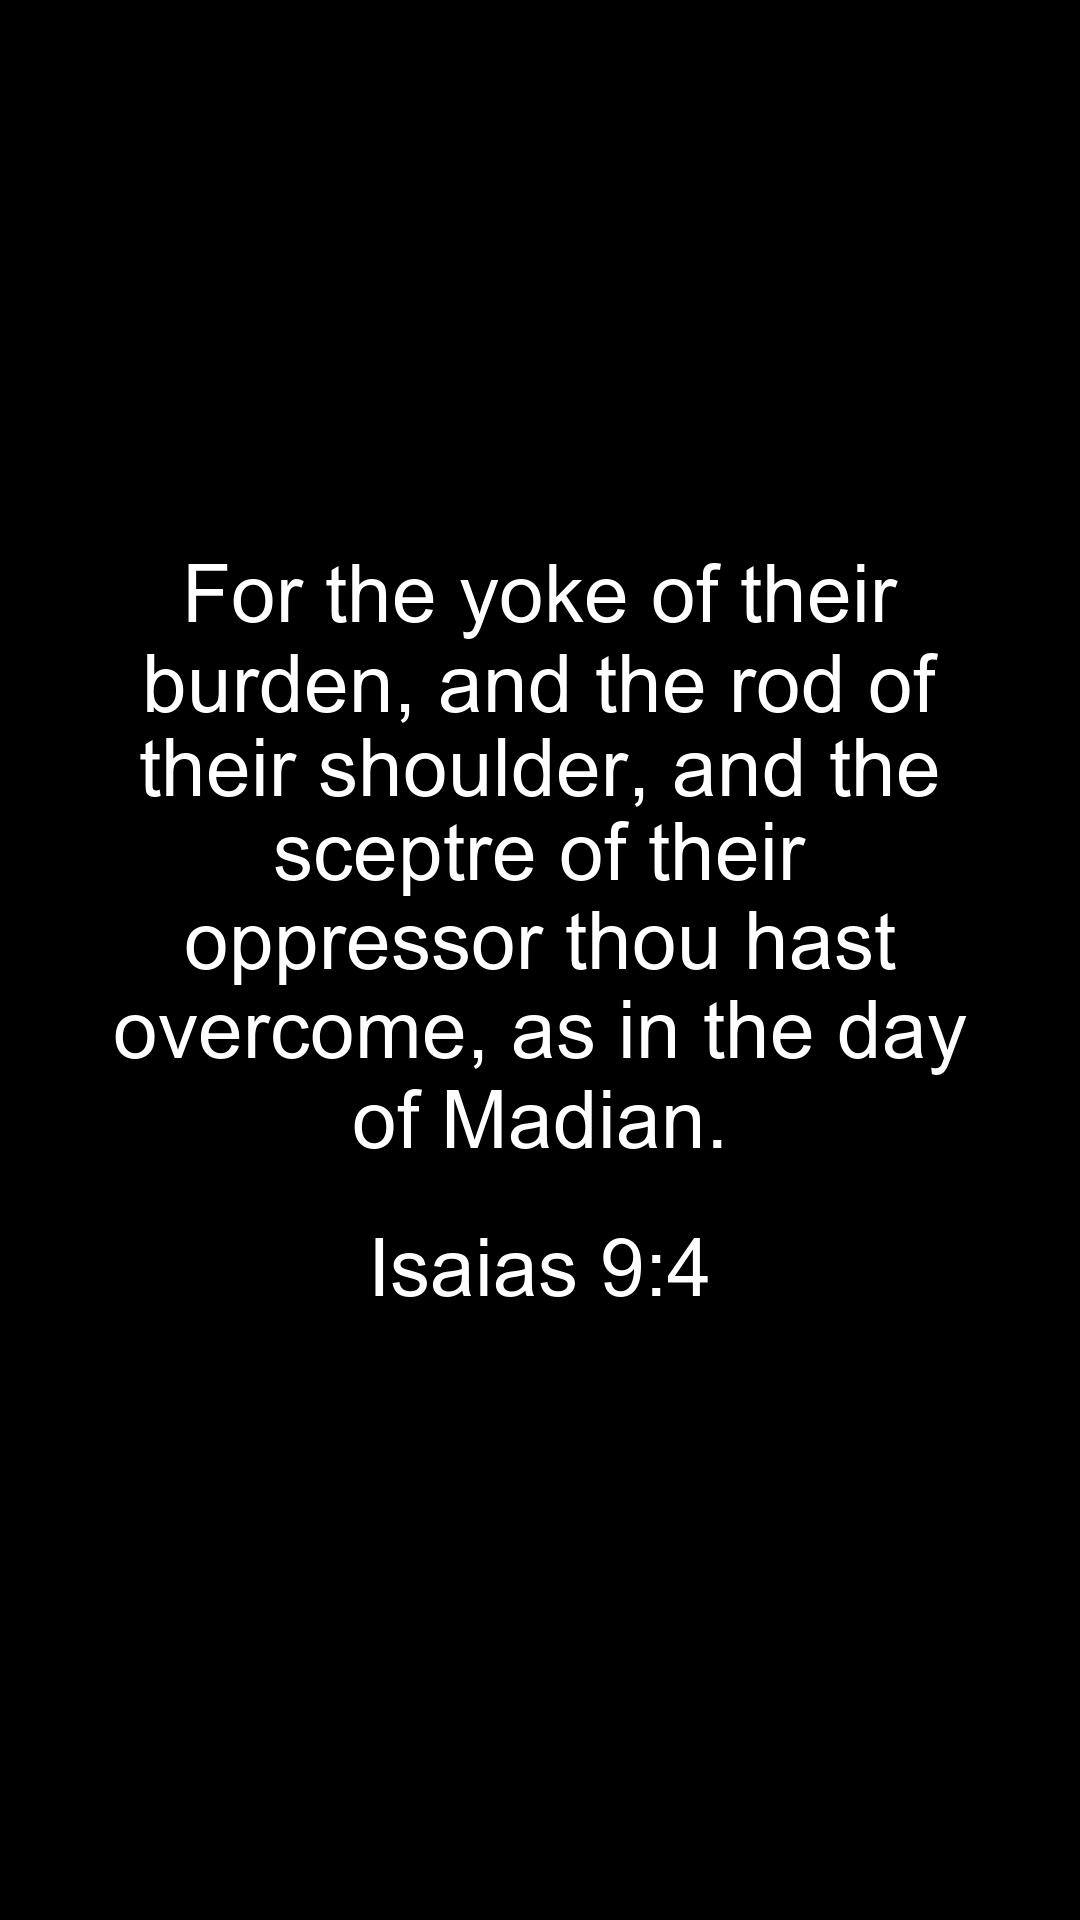 For the yoke of their
burden, and the rod of
their shoulder, and the
sceptre of their
oppressor thou hast
overcome, as in the day
of Madian.
Isaias 9:4